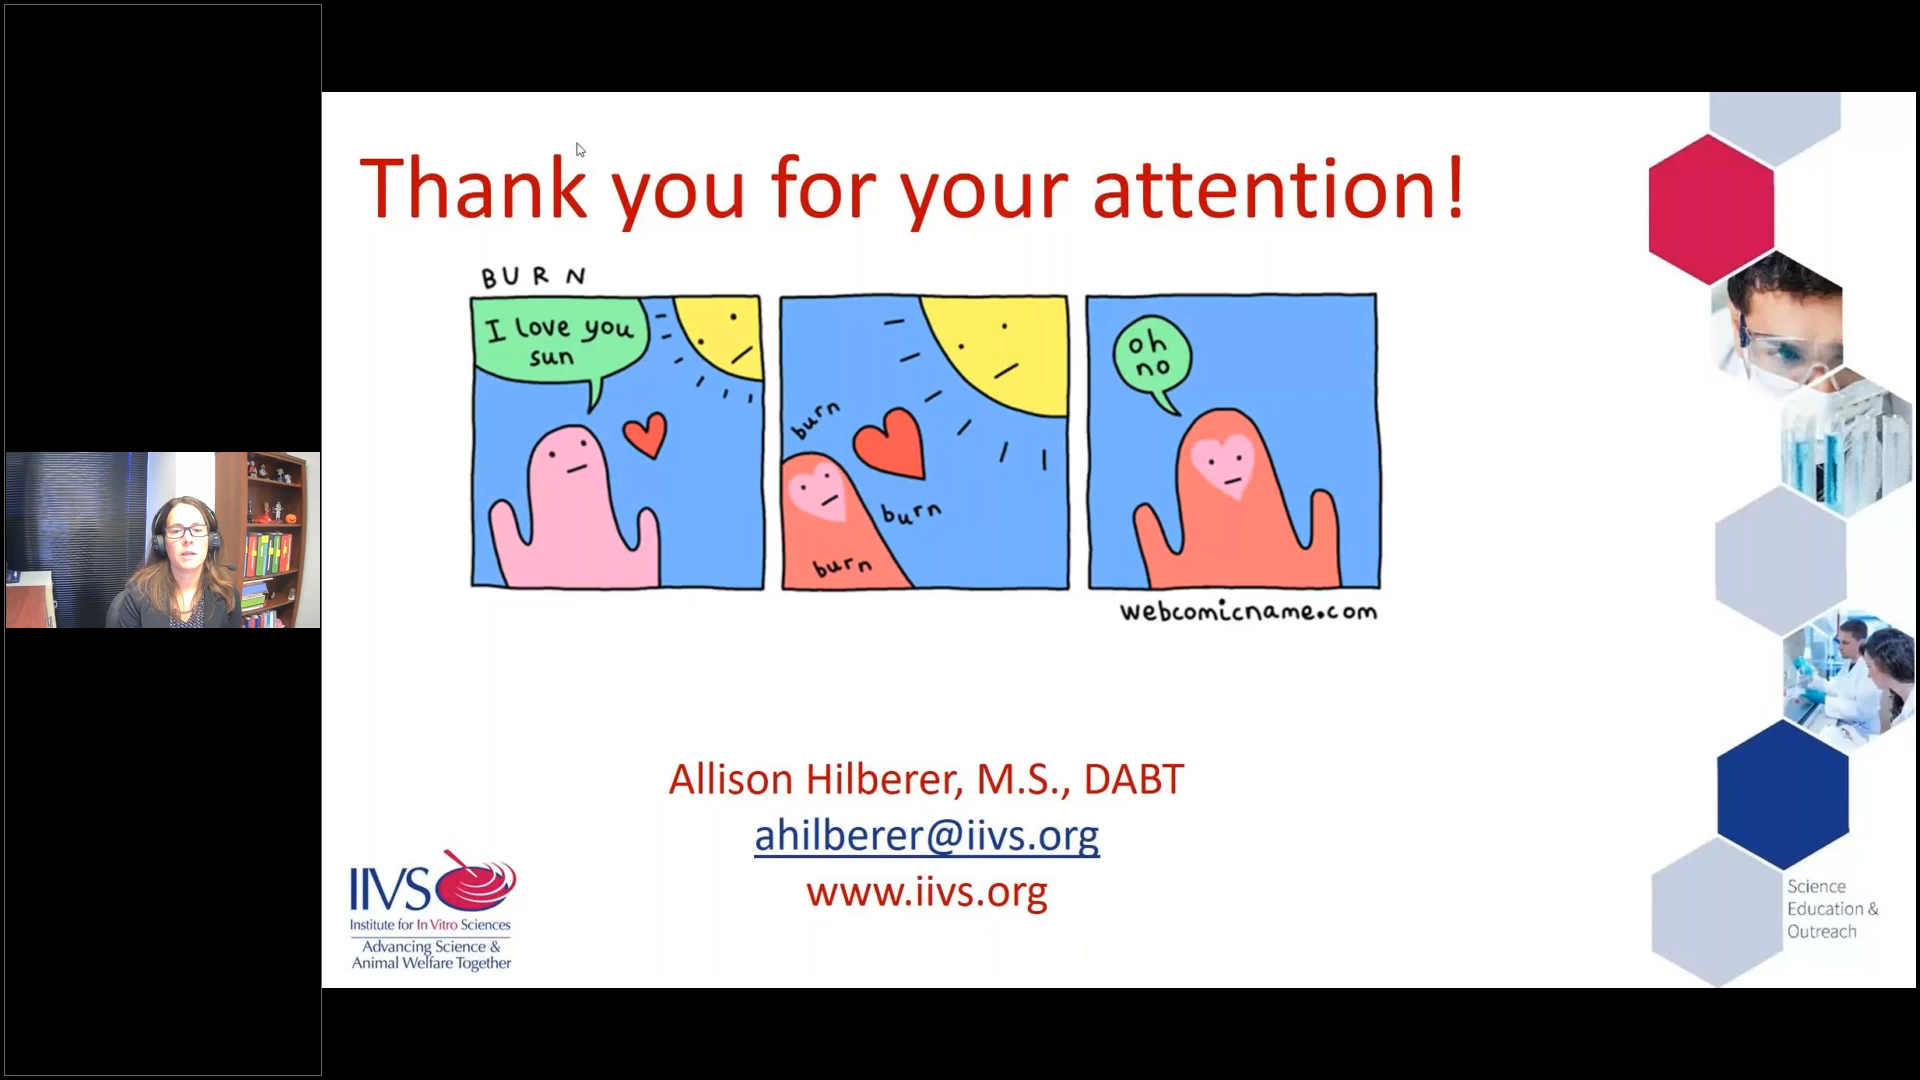 Thank you for your attention!
BURN
I love you
sun
burn
burn
burn
oh
no
webcomicname.com
Allison Hilberer, M.S., DABT
ahilberer@iivs.org
www.iivs.org
IIVS
Institute for In Vitro Sciences
Advancing Science &
Animal Welfare Together
Science
Education &
Outreach